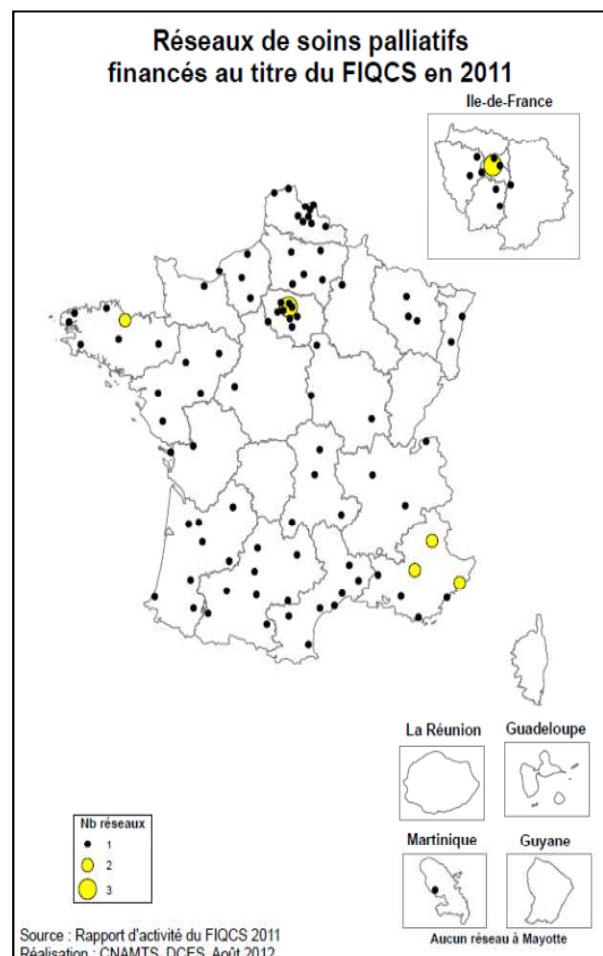 Réseaux de soins palliatifs
financés au titre du FIQCS en 2011
Ile-de-France
La Réunion
Guadeloupe
Nb réseaux
1
2
3
Martinique
Guyane
Aucun réseau à Mayotte
Source : Rapport d'activité du FIQCS 2011
Réalisation : CNAMTS, DCES, Août 2012